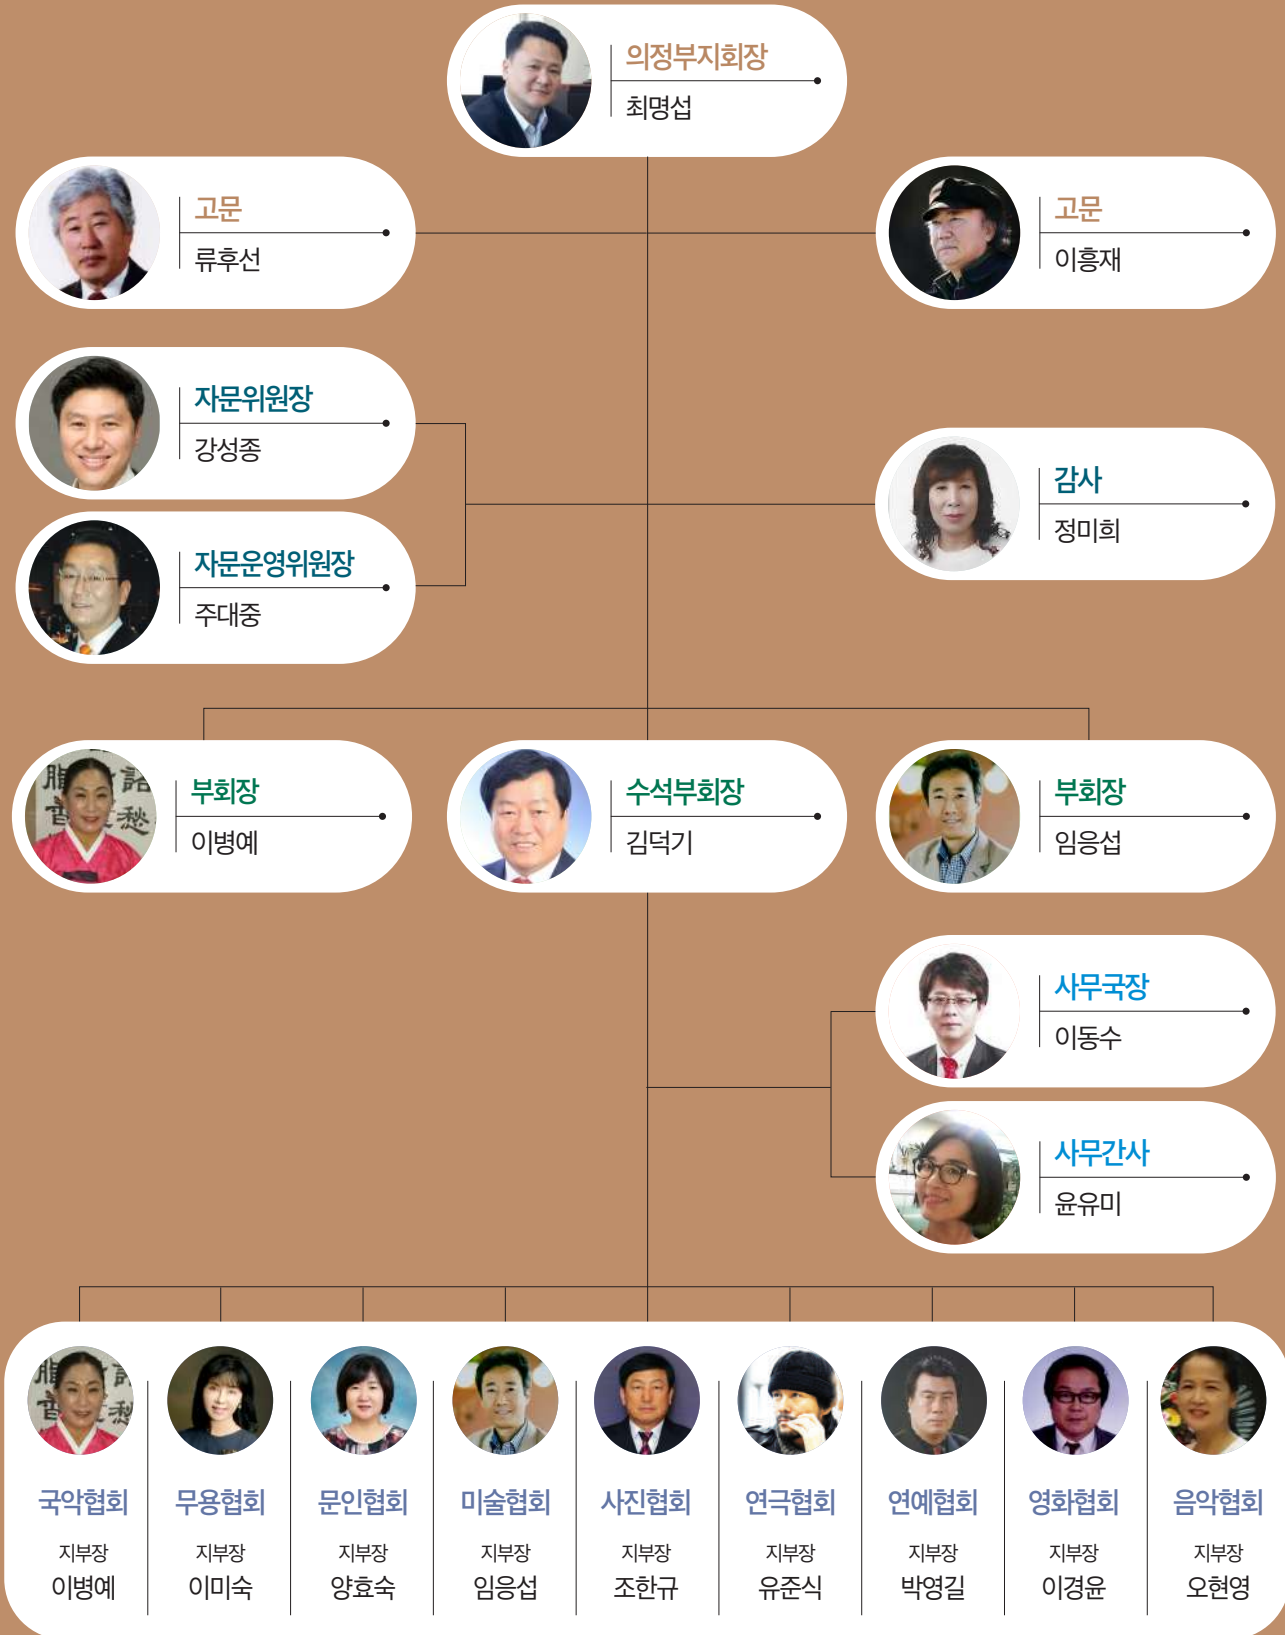 의정부지회장
최명섭
고문
류후선
고문
이흥재
자문위원장
강성종
감사
정미희
자문운영위원장
주대중
부회장
이병예
수석부회장
김덕기
부회장
임응섭
사무국장
이동수
사무간사
윤유미
국악협회
지부장
이병예
무용협회
지부장
이미숙
문인협회
지부장
양효숙
미술협회
지부장
임응섭
사진협회
지부장
조한규
연극협회
지부장
유준식
연예협회
지부장
박영길
영화협회
지부장
이경윤
음악협회
지부장
오현영